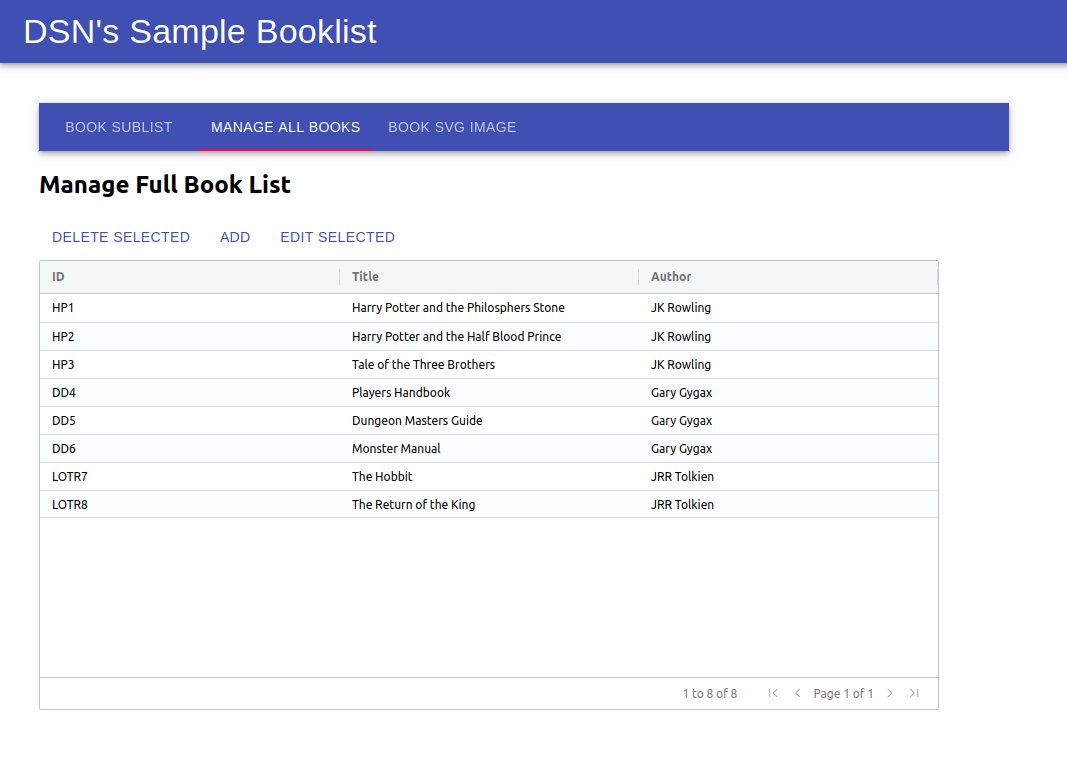 DSN's Sample Booklist
BOOK SUBLIST MANAGE ALL BOOKS BOOK SVG IMAGE
Manage Full Book List
DELETE SELECTED ADD EDIT SELECTED
ID Title Author
HP1 Harry Potter and the Philosphers Stone JK Rowling
HP2 Harry Potter and the Half Blood Prince JK Rowling
HP3 Tale of the Three Brothers JK Rowling
DD4 Players Handbook Gary Gygax
DD5 Dungeon Masters Guide Gary Gygax
DD6 Monster Manual Gary Gygax
LOTR7 The Hobbit JRR Tolkien
LOTR8 The Return of the King JRR Tolkien
1 to 8 of 8 Page 1 of 1